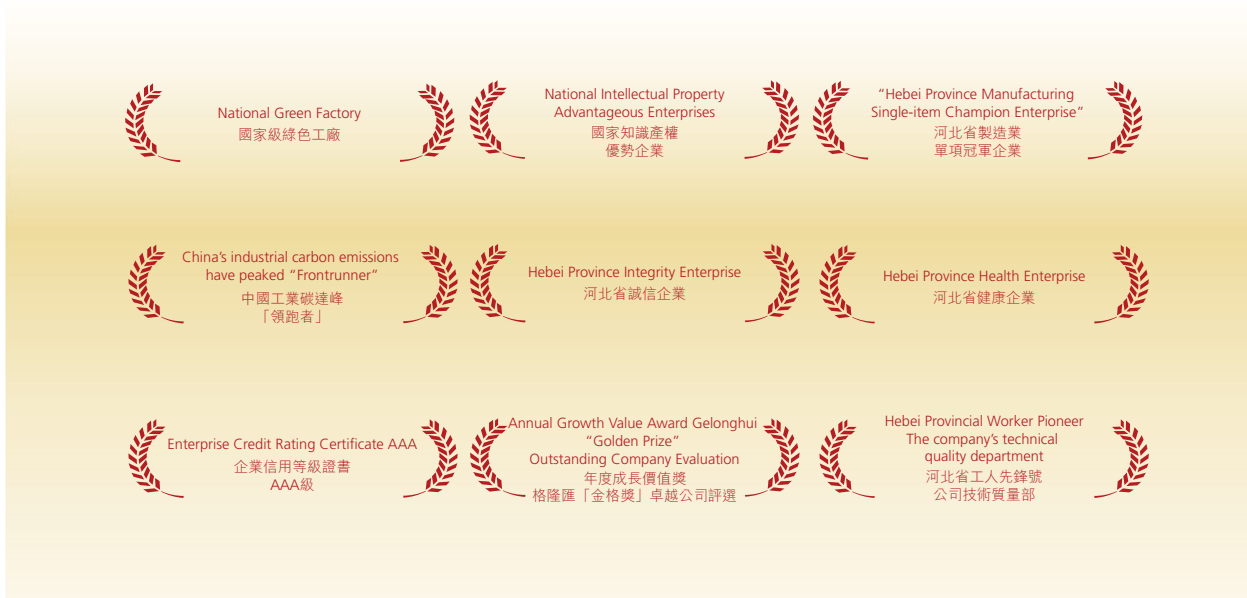 National Green Factory
國家級綠色工廠
National Intellectual Property
Advantageous Enterprises
國家知識產權
優勢企業
“Hebei Province Manufacturing
Single-item Champion Enterprise”
河北省製造業
單項冠軍企業
China’s industrial carbon emissions
have peaked “Frontrunner”
中國工業碳達峰
「領跑者」
Hebei Province Integrity Enterprise
河北省誠信企業
Hebei Province Health Enterprise
河北省健康企業
Enterprise Credit Rating Certificate AAA
企業信用等級證書
AAA級
Annual Growth Value Award Gelonghui
“Golden Prize”
Outstanding Company Evaluation
年度成長價值獎
格隆匯「金格獎」卓越公司評選
Hebei Provincial Worker Pioneer
The company’s technical
quality department
河北省工人先鋒號
公司技術質量部